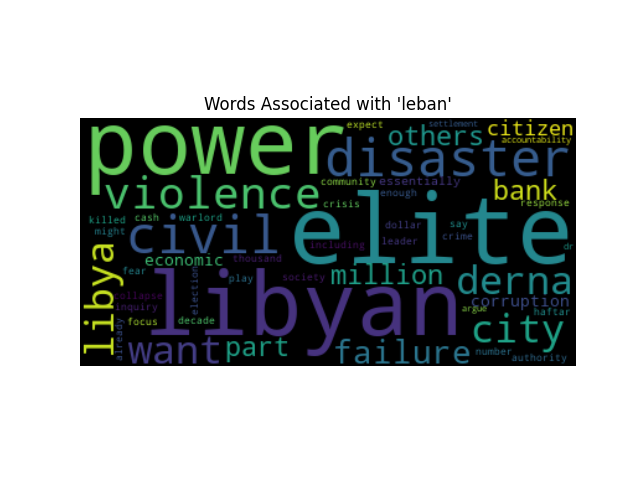 Words Associated with 'leban'
power
expect
settlement
others
citizen
accountability
disaster
community
essentially
violence
enough
bank
response
crisis
elite
killed
cash
warlord
might
civil
including
dollar
leader
say
crime
dr
libya
economic
thousand
fear
collapse
inquiry
election
play
society
million
derna
libyan
corruption
haftar
focus
decade
argue
city
already
want
part
failure
number
authority